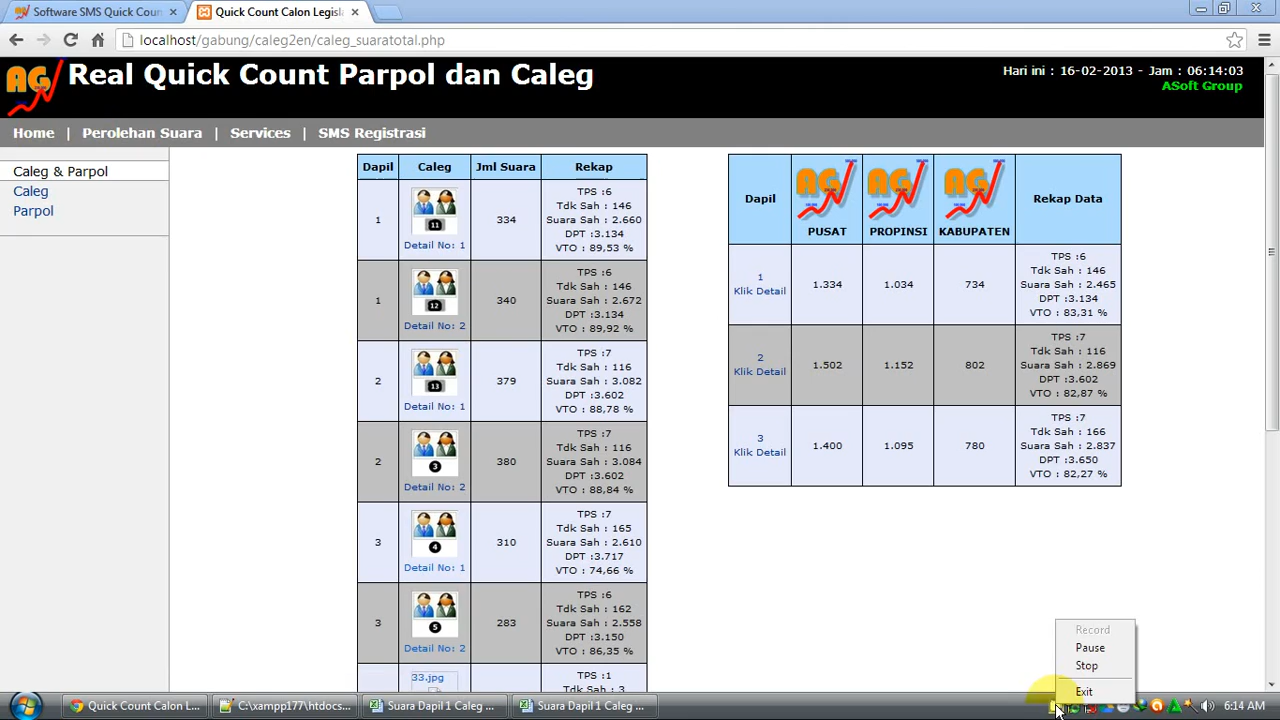 Software SMS Quick Coun
Quick Count Calon Legisla
localhost/gabung/caleg2en/caleg_suaratotal.php
AG
Real Quick Count Parpol dan Caleg
Hari ini : 16-02-2013 - Jam : 06:14:03
ASoft Group
Home | Perolehan Suara | Services | SMS Registrasi
Caleg & Parpol
Caleg
Parpol
Dapil Caleg Jml Suara Rekap
1 11 Detail No: 1 334
TPS :6
Tdk Sah : 146
Suara Sah : 2.660
DPT : 3.134
VTO : 89,53 %
1 12 Detail No: 2 340
TPS :6
Tdk Sah : 146
Suara Sah : 2.672
DPT :3.134
VTO : 89,92 %
2 13 Detail No: 1 379
TPS :7
Tdk Sah : 116
Suara Sah : 3.082
DPT :3.602
VTO : 88,78 %
2 3 Detail No: 2 380
TPS :7
Tdk Sah : 116
Suara Sah : 3.084
DPT :3.602
VTO : 88,84 %
3 4 Detail No: 1 310
TPS :7
Tdk Sah : 165
Suara Sah : 2.610
DPT :3.717
VTO : 74,66 %
3 5 Detail No: 2 283
TPS :6
Tdk Sah : 162
Suara Sah : 2.558
DPT :3.150
VTO : 86,35 %
33.jpg
TPS :1
Tdk Sah : 3
Dapil AG PUSAT AG PROPINSI AG KABUPATEN Rekap Data
1 Klik Detail 1.334 1.034 734
TPS :6
Tdk Sah : 146
Suara Sah : 2.465
DPT :3.134
VTO : 83,31 %
2 Klik Detail 1.502 1.152 802
TPS :7
Tdk Sah : 116
Suara Sah : 2.869
DPT :3.602
VTO : 82,87 %
3 Klik Detail 1.400 1.095 780
TPS :7
Tdk Sah : 166
Suara Sah : 2.837
DPT :3.650
VTO : 82,27 %
Record
Pause
Stop
Exit
Quick Count Calon L...
C:\xampp177\htdocs...
Suara Dapil 1 Caleg ...
Suara Dapil 1 Caleg ...
6:14 AM